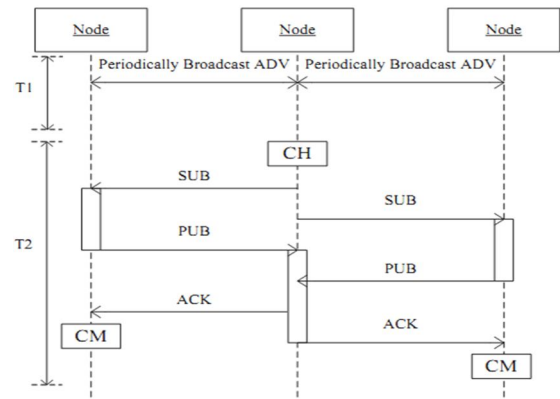 Node Node Node
Periodically Broadcast ADV Periodically Broadcast ADV
T1
CH
SUB
SUB
T2
PUB
PUB
ACK
ACK
CM
CM